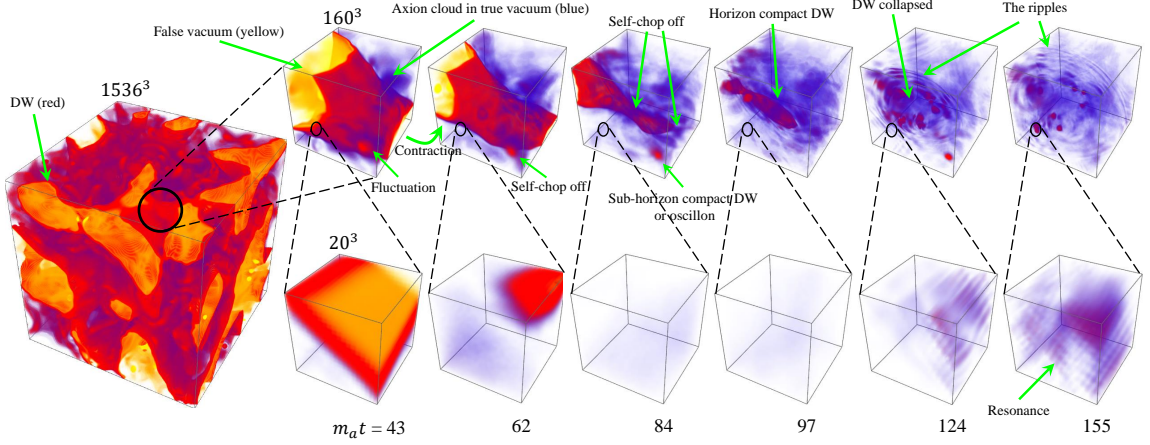 False vacuum (yellow)
160³
Axion cloud in true vacuum (blue)
Self-chop off
Horizon compact DW
DW collapsed
The ripples
DW (red)
1536³
Contraction
Fluctuation
Self-chop off
Sub-horizon compact DW
or oscillon
20³
Resonance
mₐt = 43
62
84
97
124
155